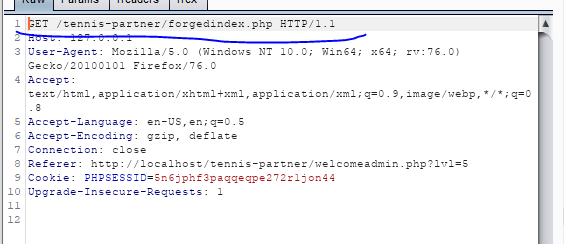 Raw Params Headers Hex
1 GET /tennis-partner/forgedindex.php HTTP/1.1
2 Host: 127.0.0.1
3 User-Agent: Mozilla/5.0 (Windows NT 10.0; Win64; x64; rv:76.0)
Gecko/20100101 Firefox/76.0
4 Accept:
text/html,application/xhtml+xml,application/xml;q=0.9,image/webp,*/*;q=0
.8
5 Accept-Language: en-US,en;q=0.5
6 Accept-Encoding: gzip, deflate
7 Connection: close
8 Referer: http://localhost/tennis-partner/welcomeadmin.php?lvl=5
9 Cookie: PHPSESSID=5n6jphf3paqqeqpe272rljon44
10 Upgrade-Insecure-Requests: 1
11
12